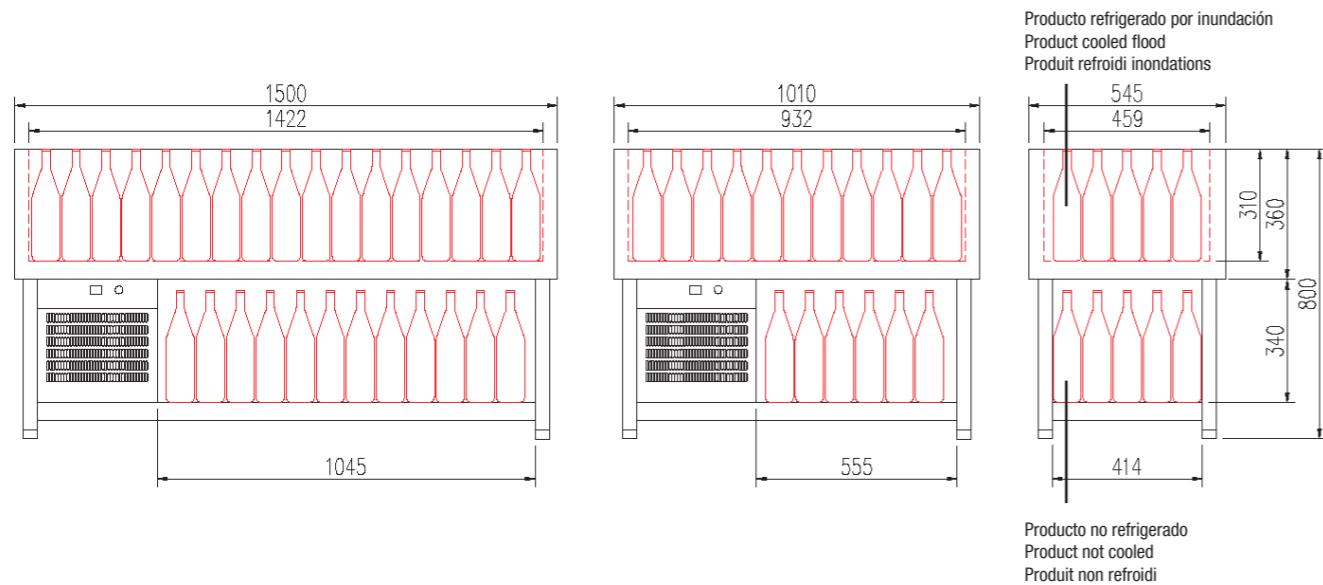 Producto refrigerado por inundación
Product cooled flood
Produit refroidi inondations
1500
1422
1010
932
545
459
310
360
800
340
1045
555
414
Producto no refrigerado
Product not cooled
Produit non refroidi